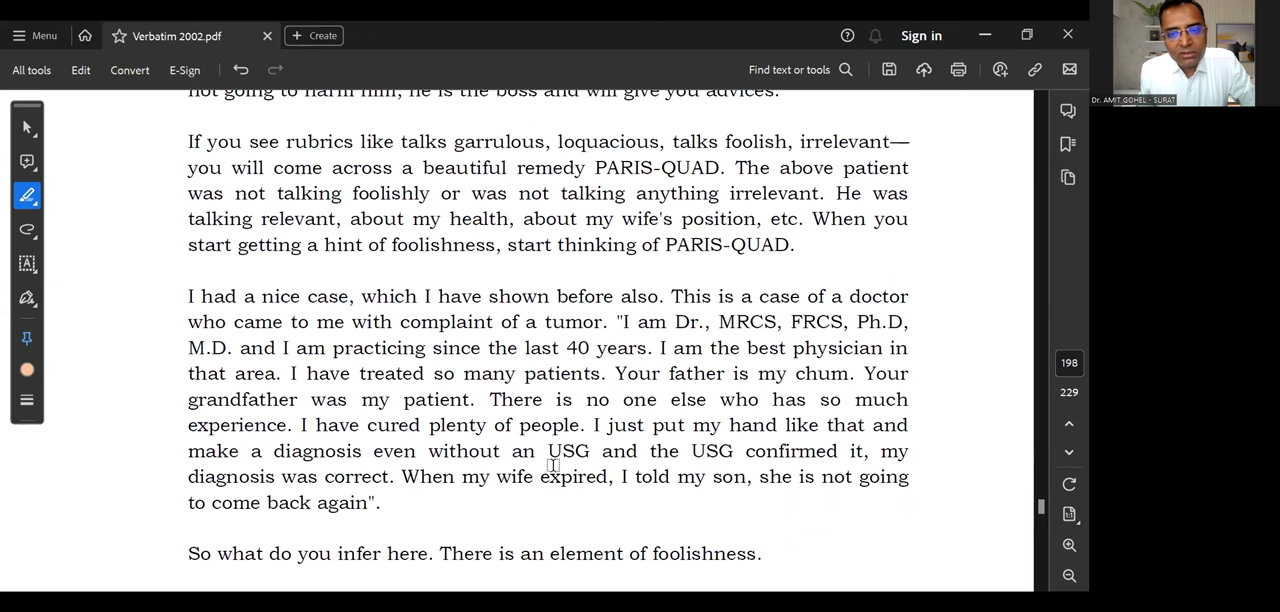 Menu
Verbatim 2002.pdf
Create
Sign in
All tools
Edit
Convert
E-Sign
Find text or tools
Dr. AMIT.GOHEL - SURAT
not going to harm him, he is the boss and will give you advices.
If you see rubrics like talks garrulous, loquacious, talks foolish, irrelevant—
you will come across a beautiful remedy PARIS-QUAD. The above patient
was not talking foolishly or was not talking anything irrelevant. He was
talking relevant, about my health, about my wife's position, etc. When you
start getting a hint of foolishness, start thinking of PARIS-QUAD.
I had a nice case, which I have shown before also. This is a case of a doctor
who came to me with complaint of a tumor. "I am Dr., MRCS, FRCS, Ph.D,
M.D. and I am practicing since the last 40 years. I am the best physician in
that area. I have treated so many patients. Your father is my chum. Your
grandfather was my patient. There is no one else who has so much
experience. I have cured plenty of people. I just put my hand like that and
make a diagnosis even without an USG and the USG confirmed it, my
diagnosis was correct. When my wife expired, I told my son, she is not going
to come back again".
So what do you infer here. There is an element of foolishness.
198
229
1:1